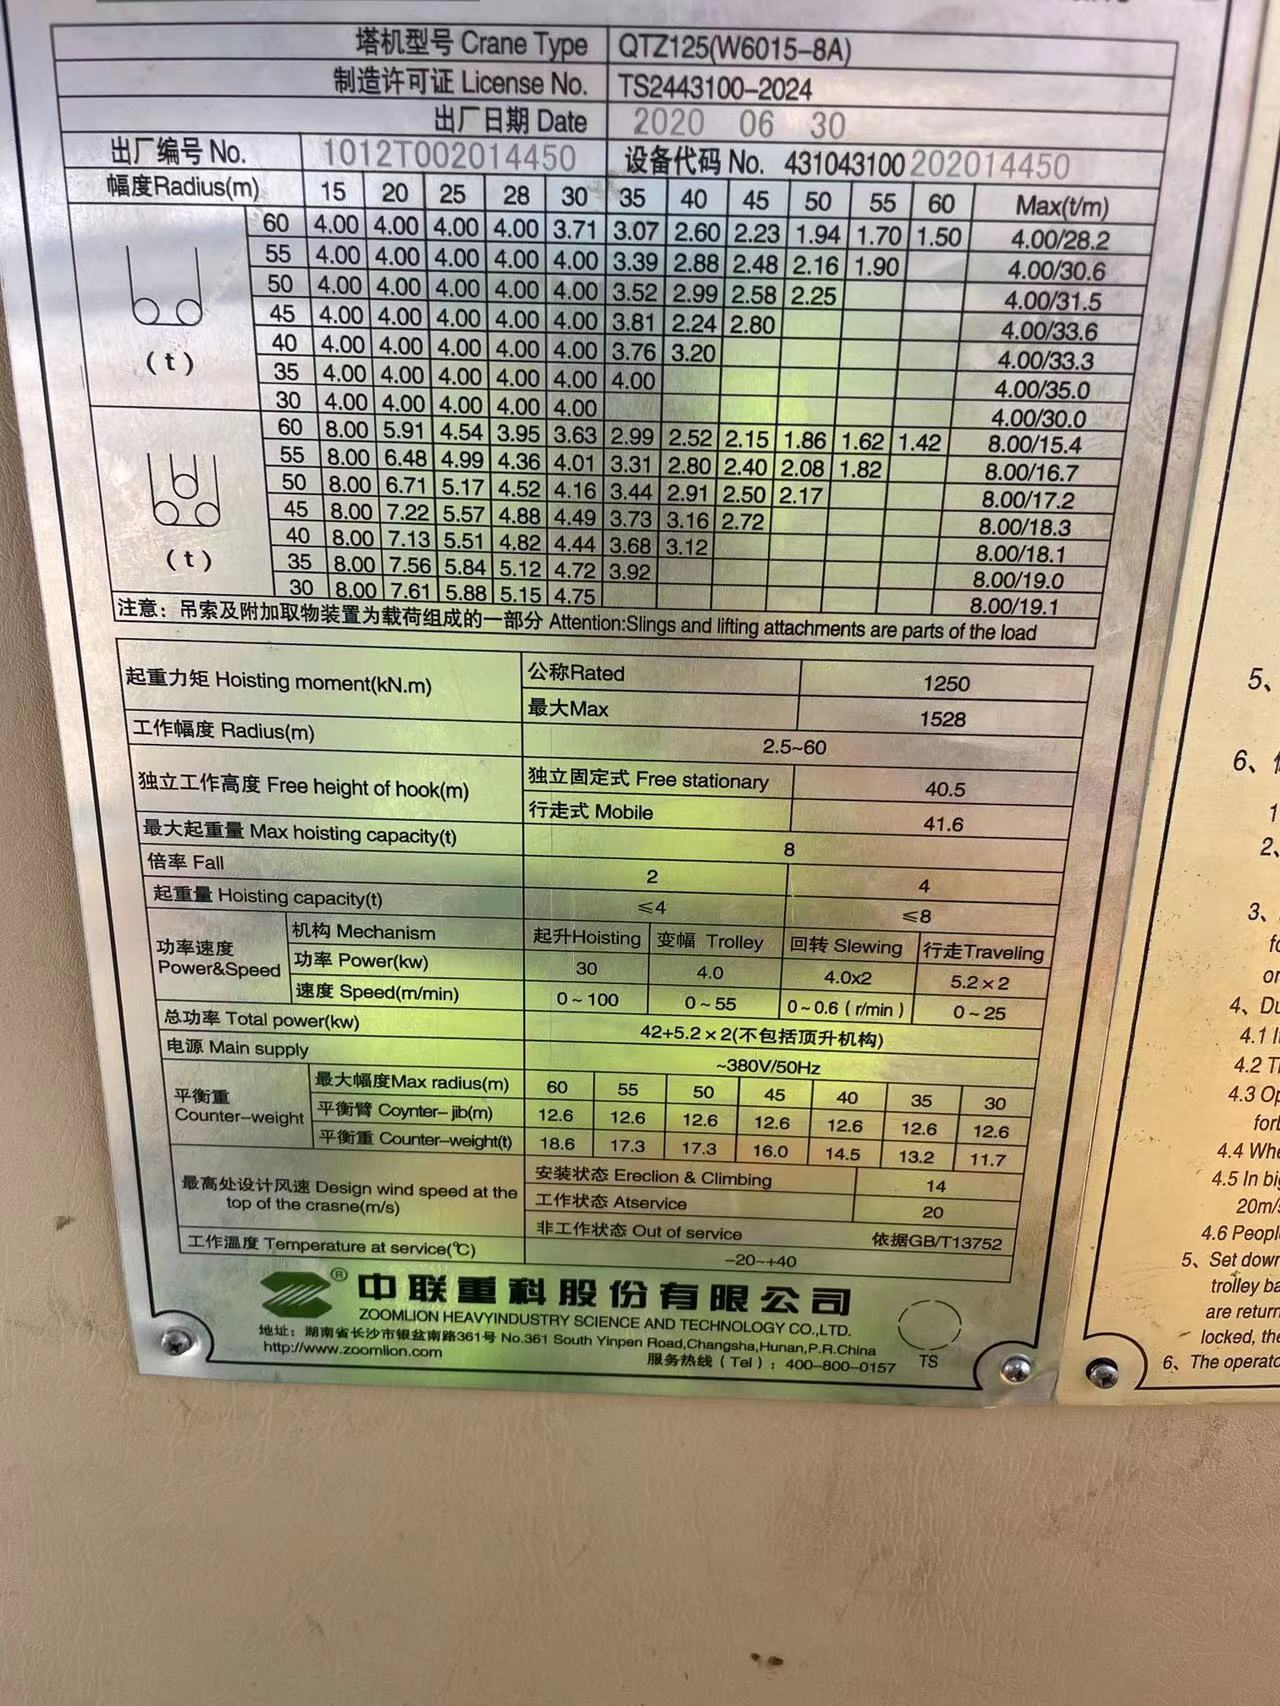 塔机型号 Crane Type QTZ125(W6015-8A)
制造许可证 License No. TS2443100-2024
出厂日期 Date 2020 06 30
出厂编号 No. 1012T002014450 设备代码 No. 431043100202014450
幅度Radius(m) 15 20 25 28 30 35 40 45 50 55 60 Max(t/m)
60 4.00 4.00 4.00 4.00 3.71 3.07 2.60 2.23 1.94 1.70 1.50 4.00/28.2
55 4.00 4.00 4.00 4.00 4.00 3.39 2.88 2.48 2.16 1.90 4.00/30.6
50 4.00 4.00 4.00 4.00 4.00 3.52 2.99 2.58 2.25 4.00/31.5
45 4.00 4.00 4.00 4.00 4.00 3.81 2.24 2.80 4.00/33.6
40 4.00 4.00 4.00 4.00 4.00 3.76 3.20 4.00/33.3
(t)
35 4.00 4.00 4.00 4.00 4.00 4.00 4.00/35.0
30 4.00 4.00 4.00 4.00 4.00 4.00/30.0
60 8.00 5.91 4.54 3.95 3.63 2.99 2.52 2.15 1.86 1.62 1.42 8.00/15.4
55 8.00 6.48 4.99 4.36 4.01 3.31 2.80 2.40 2.08 1.82 8.00/16.7
50 8.00 6.71 5.17 4.52 4.16 3.44 2.91 2.50 2.17 8.00/17.2
45 8.00 7.22 5.57 4.88 4.49 3.73 3.16 2.72 8.00/18.3
40 8.00 7.13 5.51 4.82 4.44 3.68 3.12 8.00/18.1
(t)
35 8.00 7.56 5.84 5.12 4.72 3.92 8.00/19.0
30 8.00 7.61 5.88 5.15 4.75 8.00/19.1
注意：吊索及附加取物装置为载荷组成的一部分 Attention:Slings and lifting attachments are parts of the load
起重力矩 Hoisting moment(kN.m) 公称Rated 1250
最大Max 1528
工作幅度 Radius(m) 2.5~60
独立工作高度 Free height of hook(m) 独立固定式 Free stationary 40.5
行走式 Mobile 41.6
最大起重量 Max hoisting capacity(t) 8
倍率 Fall 2 4
起重量 Hoisting capacity(t) ≤4 ≤8
功率速度 Power&Speed
机构 Mechanism 起升Hoisting 变幅 Trolley 回转 Slewing 行走Traveling
功率 Power(kw) 30 4.0 4.0x2 5.2×2
速度 Speed(m/min) 0~100 0~55 0~0.6（r/min） 0~25
总功率 Total power(kw) 42+5.2×2(不包括顶升机构)
电源 Main supply ~380V/50Hz
平衡重 Counter-weight
最大幅度Max radius(m) 60 55 50 45 40 35 30
平衡臂 Coynter-jib(m) 12.6 12.6 12.6 12.6 12.6 12.6 12.6
平衡重 Counter-weight(t) 18.6 17.3 17.3 16.0 14.5 13.2 11.7
最高处设计风速 Design wind speed at the
top of the crasne(m/s)
安装状态 Ereclion & Climbing 14
工作状态 Atservice 20
非工作状态 Out of service 依据GB/T13752
工作温度 Temperature at service(℃) -20~+40
® 中联重科股份有限公司
ZOOMLION HEAVYINDUSTRY SCIENCE AND TECHNOLOGY CO.,LTD.
地址：湖南省长沙市银盆南路361号 No.361 South Yinpen Road,Changsha,Hunan,P.R.China
http://www.zoomlion.com 服务热线（Tel）：400-800-0157
TS
5、
6、
1
2、
3、
4、Du
4.1
4.2
4.3
4.4
4.5 In
20m/
4.6
5、Set down
trolley
are
locked,
6、The